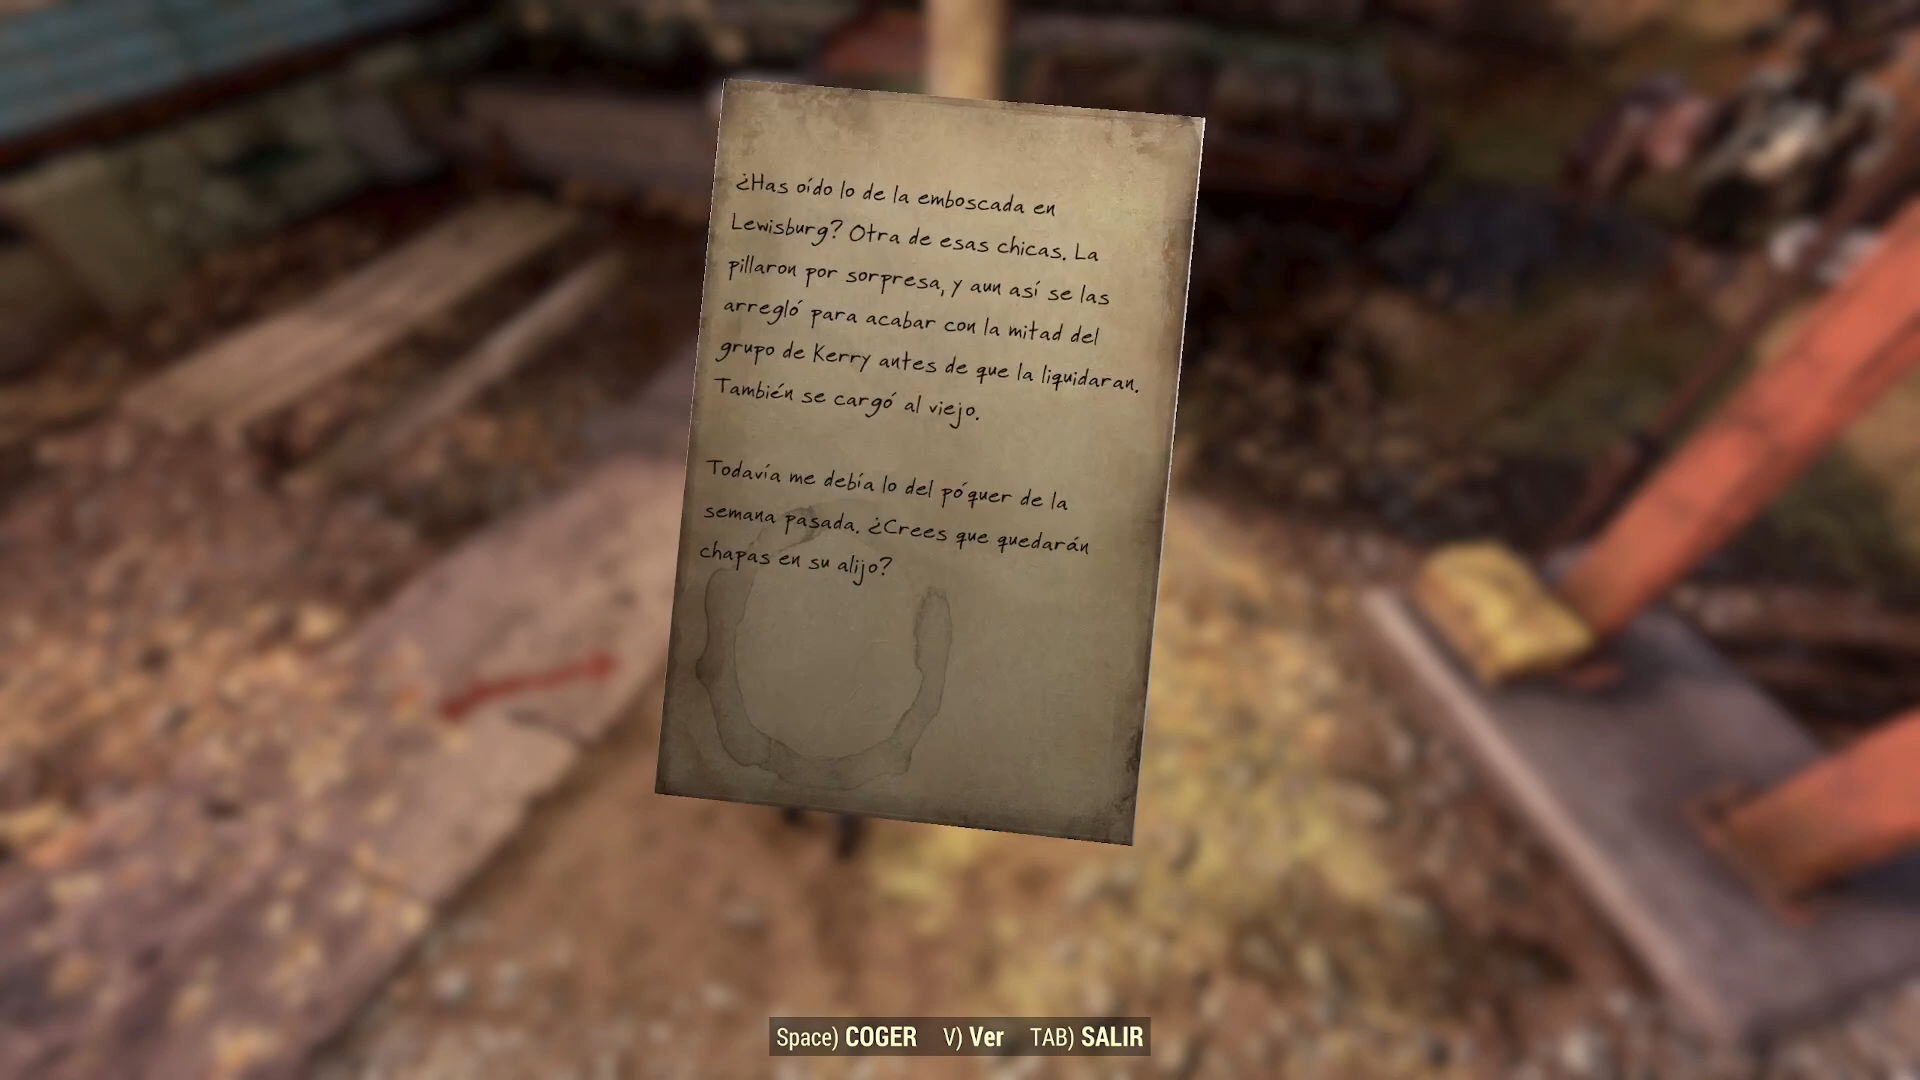 ¿Has oído lo de la emboscada en
Lewisburg? Otra de esas chicas. La
pillaron por sorpresa, y aun así se las
arregló para acabar con la mitad del
grupo de Kerry antes de que la liquidaran.
También se cargó al viejo.
Todavía me debía lo del póquer de la
semana pasada. ¿Crees que quedarán
chapas en su alijo?
Space) COGER V) Ver TAB) SALIR